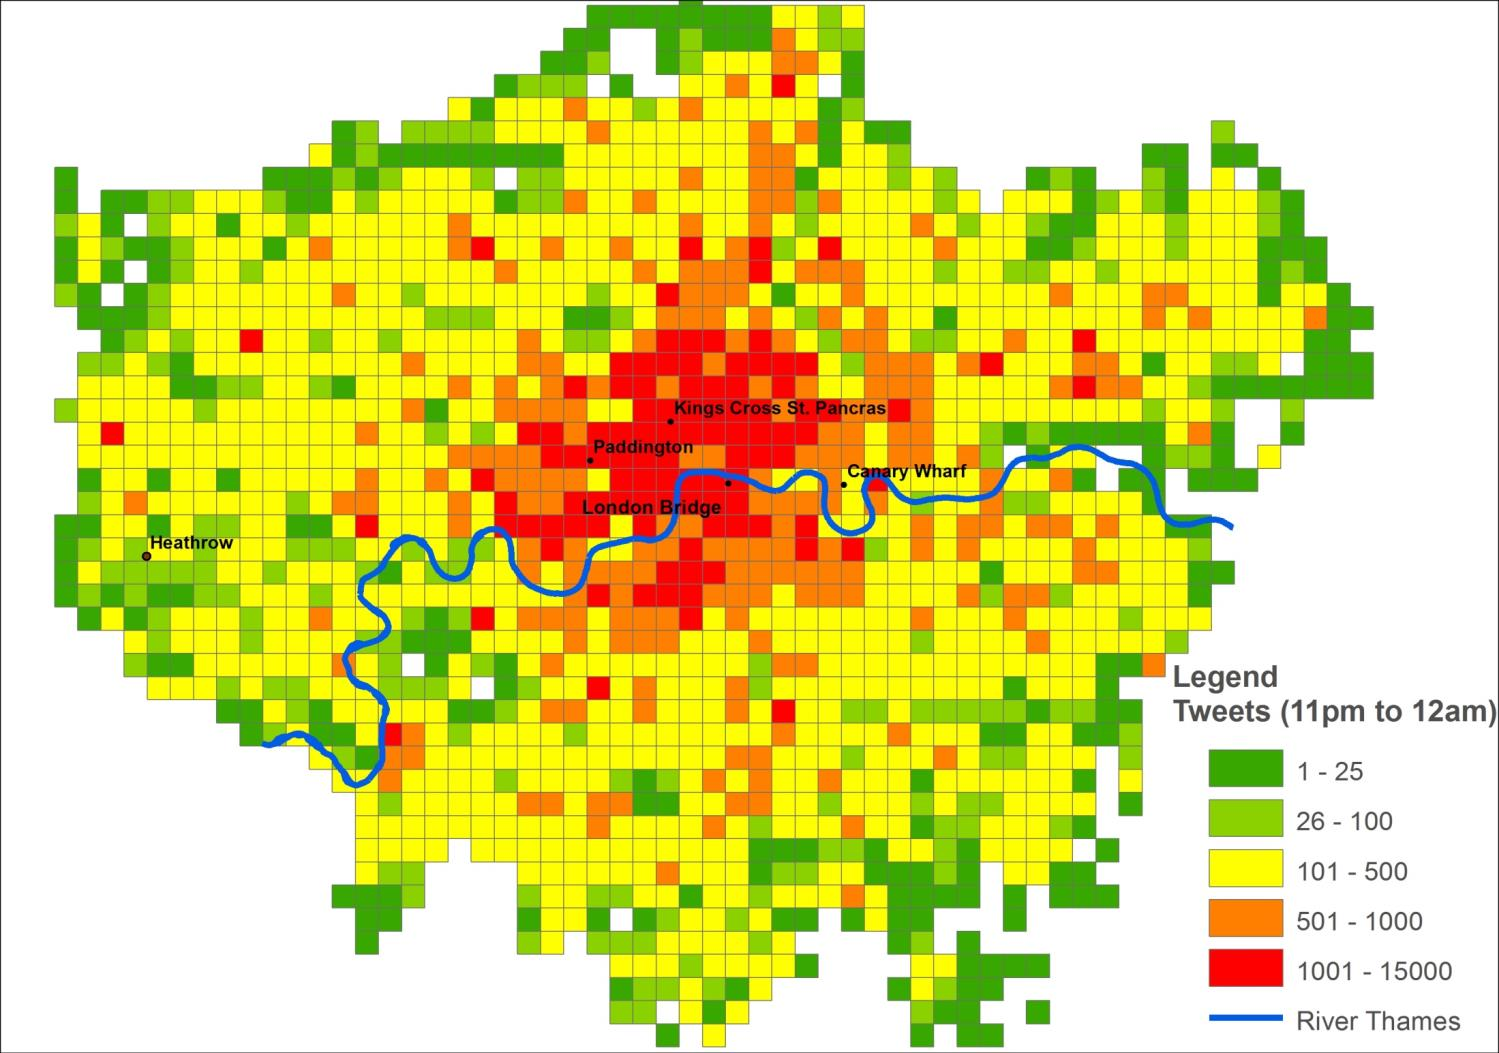 Kings Cross St. Pancras
Paddington
Canary Wharf
London Bridge
Heathrow
Legend
Tweets (11pm to 12am)
1 - 25
26 - 100
101 - 500
501 - 1000
1001 - 15000
River Thames